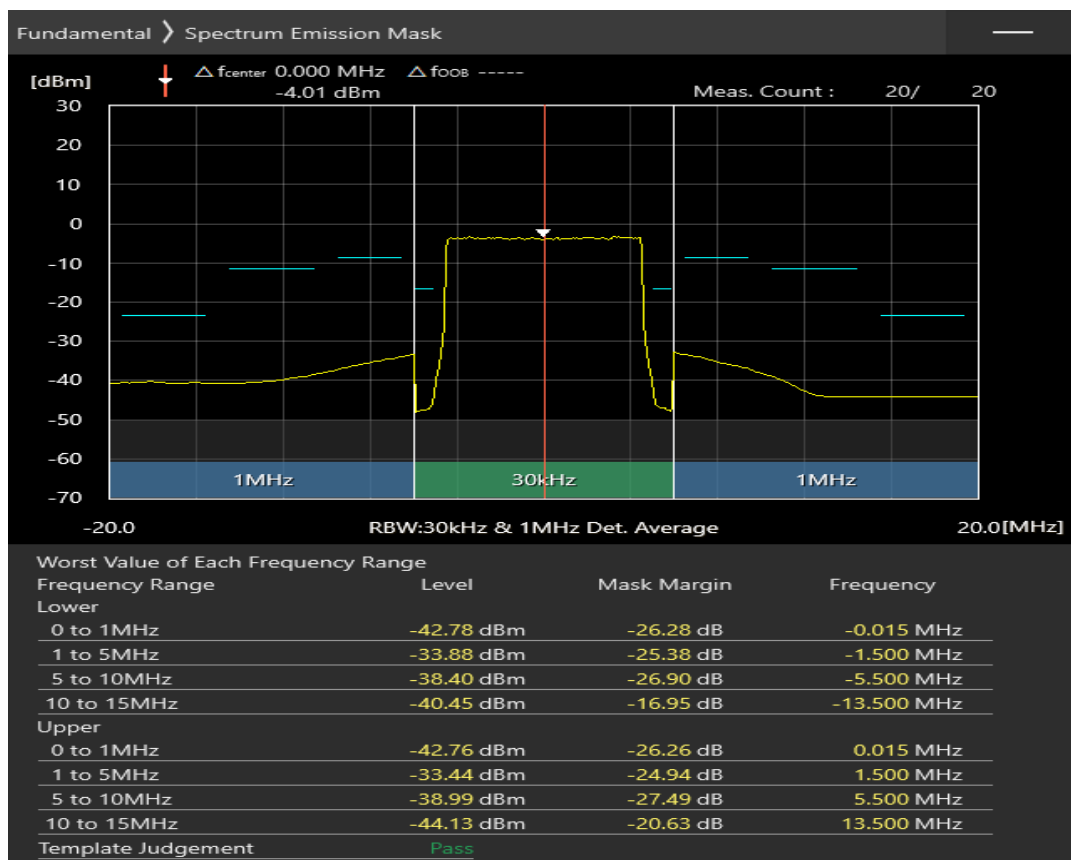 Fundamental ❯ Spectrum Emission Mask
[dBm] △ fcenter 0.000 MHz △ fOOB -----
-4.01 dBm Meas. Count : 20/ 20
30
20
10
0
-10
-20
-30
-40
-50
-60
1MHz 30kHz 1MHz
-70
-20.0 RBW:30kHz & 1MHz Det. Average 20.0[MHz]
Worst Value of Each Frequency Range
Frequency Range Level Mask Margin Frequency
Lower
0 to 1MHz -42.78 dBm -26.28 dB -0.015 MHz
1 to 5MHz -33.88 dBm -25.38 dB -1.500 MHz
5 to 10MHz -38.40 dBm -26.90 dB -5.500 MHz
10 to 15MHz -40.45 dBm -16.95 dB -13.500 MHz
Upper
0 to 1MHz -42.76 dBm -26.26 dB 0.015 MHz
1 to 5MHz -33.44 dBm -24.94 dB 1.500 MHz
5 to 10MHz -38.99 dBm -27.49 dB 5.500 MHz
10 to 15MHz -44.13 dBm -20.63 dB 13.500 MHz
Template Judgement Pass